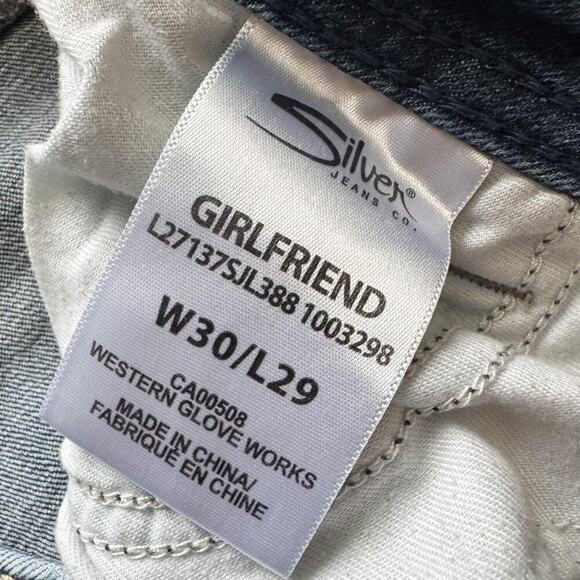 Silver®
JEANS CO.
GIRLFRIEND
L27137SJL388 1003298
W30/L29
CA00508
WESTERN GLOVE WORKS
MADE IN CHINA/
FABRIQUÉ EN CHINE